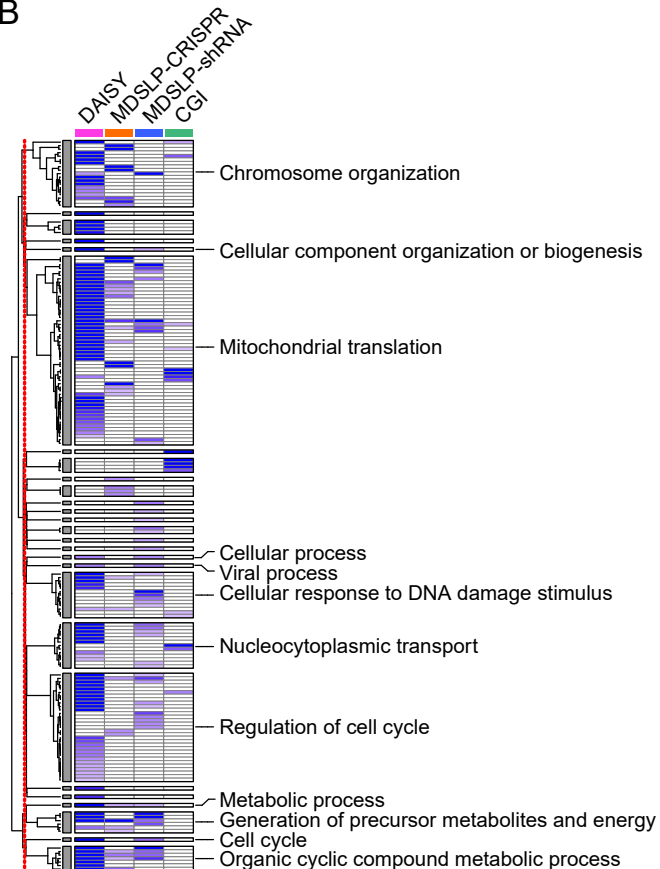 B
DAISY
MDSLP-CRISPR
MDSLP-shRNA
CGI
Chromosome organization
Cellular component organization or biogenesis
Mitochondrial translation
Cellular process
Viral process
Cellular response to DNA damage stimulus
Nucleocytoplasmic transport
Regulation of cell cycle
Metabolic process
Generation of precursor metabolites and energy
Cell cycle
Organic cyclic compound metabolic process